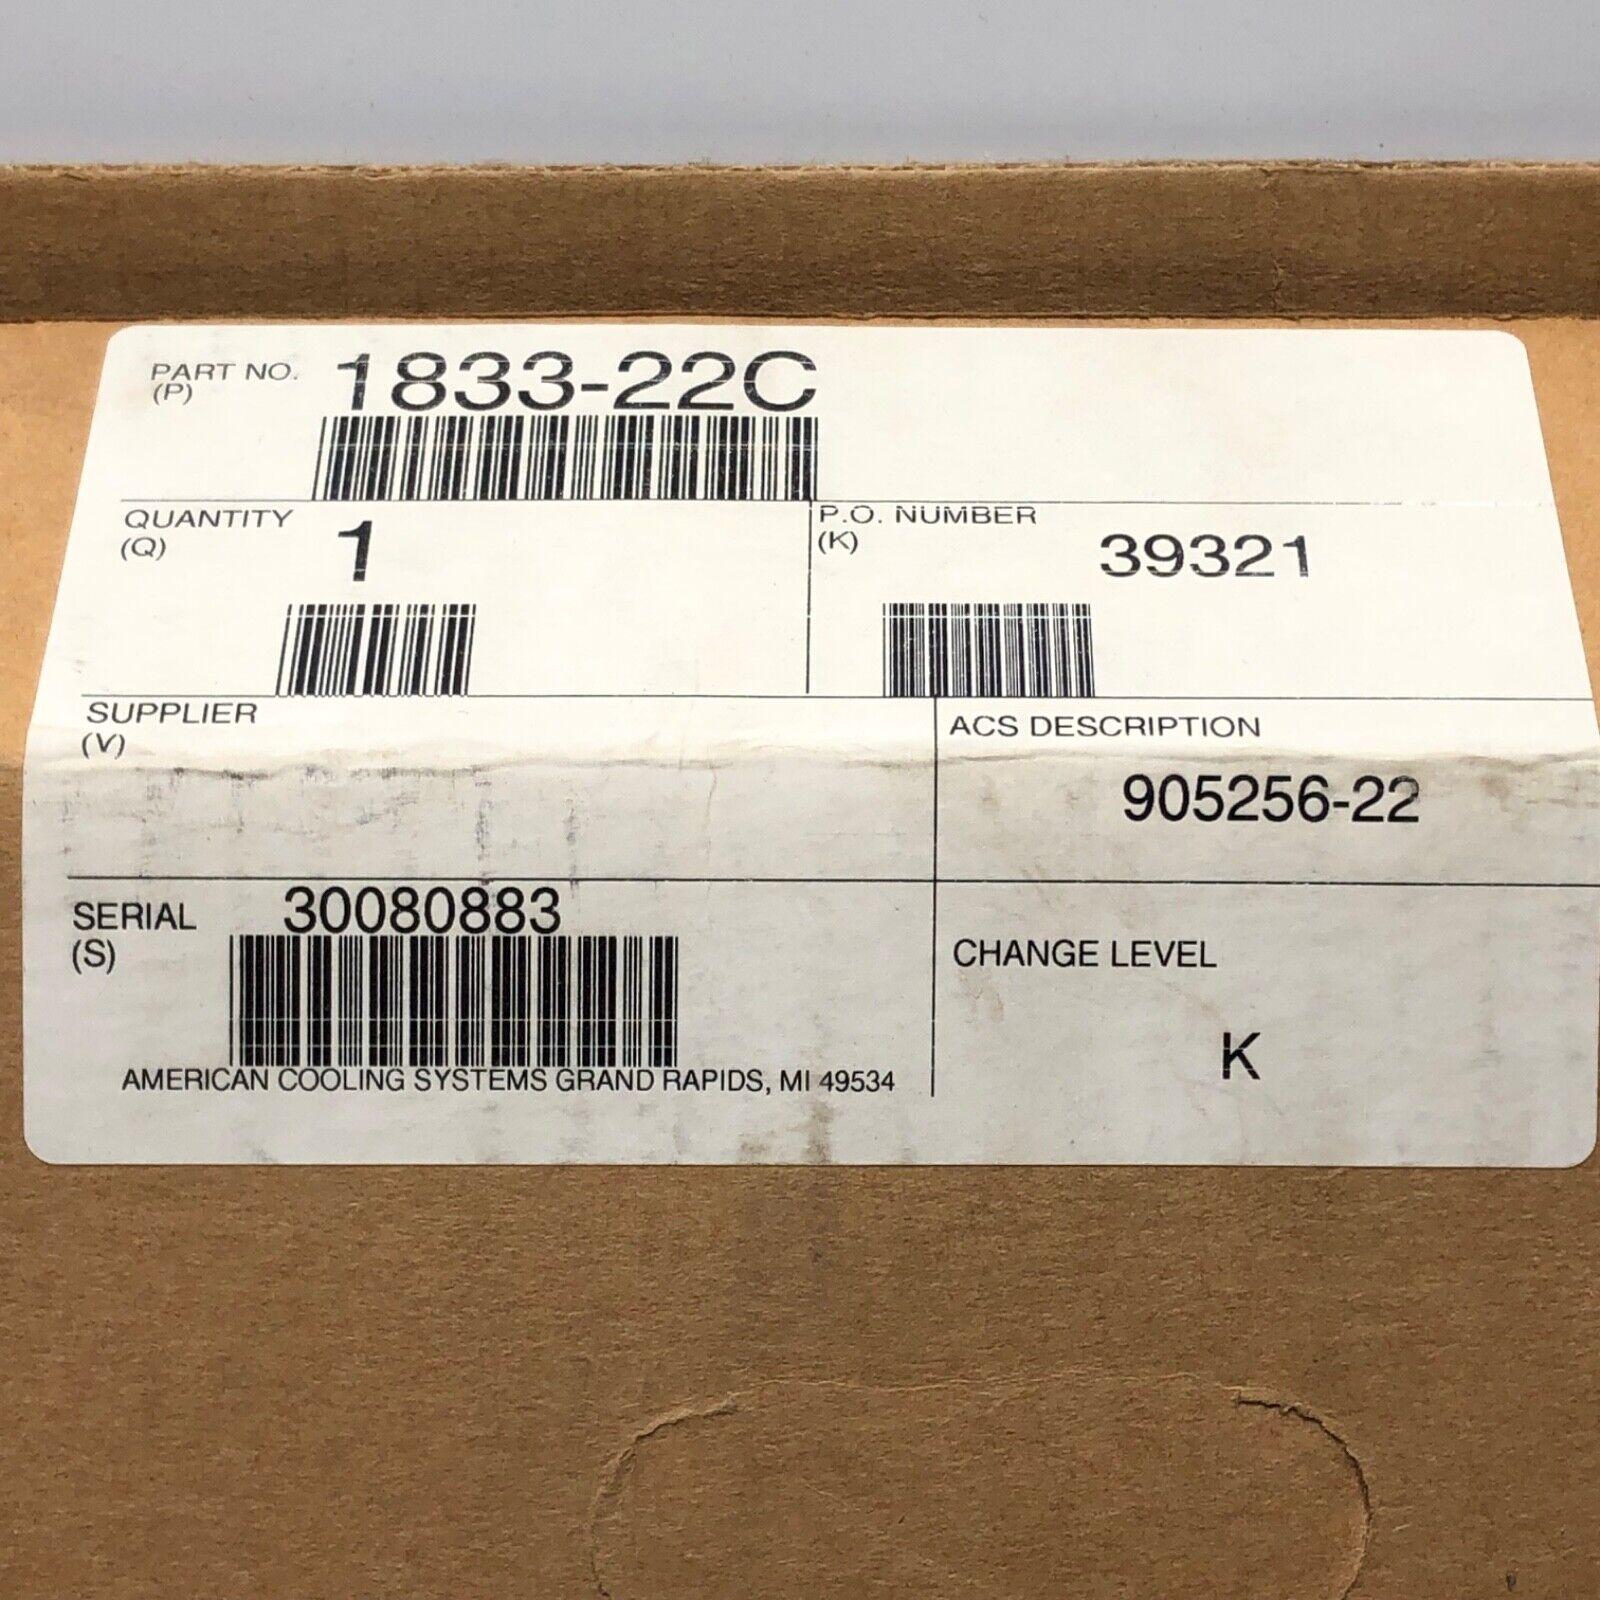 PART NO. 1833-22C
(P)
QUANTITY 1
(Q)
P.O. NUMBER
(K) 39321
SUPPLIER
(V)
ACS DESCRIPTION
905256-22
SERIAL 30080883
(S)
CHANGE LEVEL
K
AMERICAN COOLING SYSTEMS GRAND RAPIDS, MI 49534